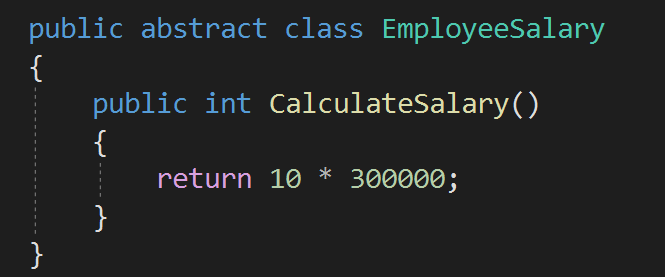 public abstract class EmployeeSalary
{
    public int CalculateSalary()
    {
        return 10 * 300000;
    }
}